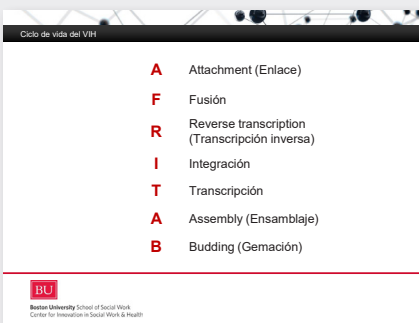 Ciclo de vida del VIH
A Attachment (Enlace)
F Fusión
R Reverse transcription
(Transcripción inversa)
I Integración
T Transcripción
A Assembly (Ensamblaje)
B Budding (Gemación)
BU
Boston University School of Social Work
Center for Innovation in Social Work & Health